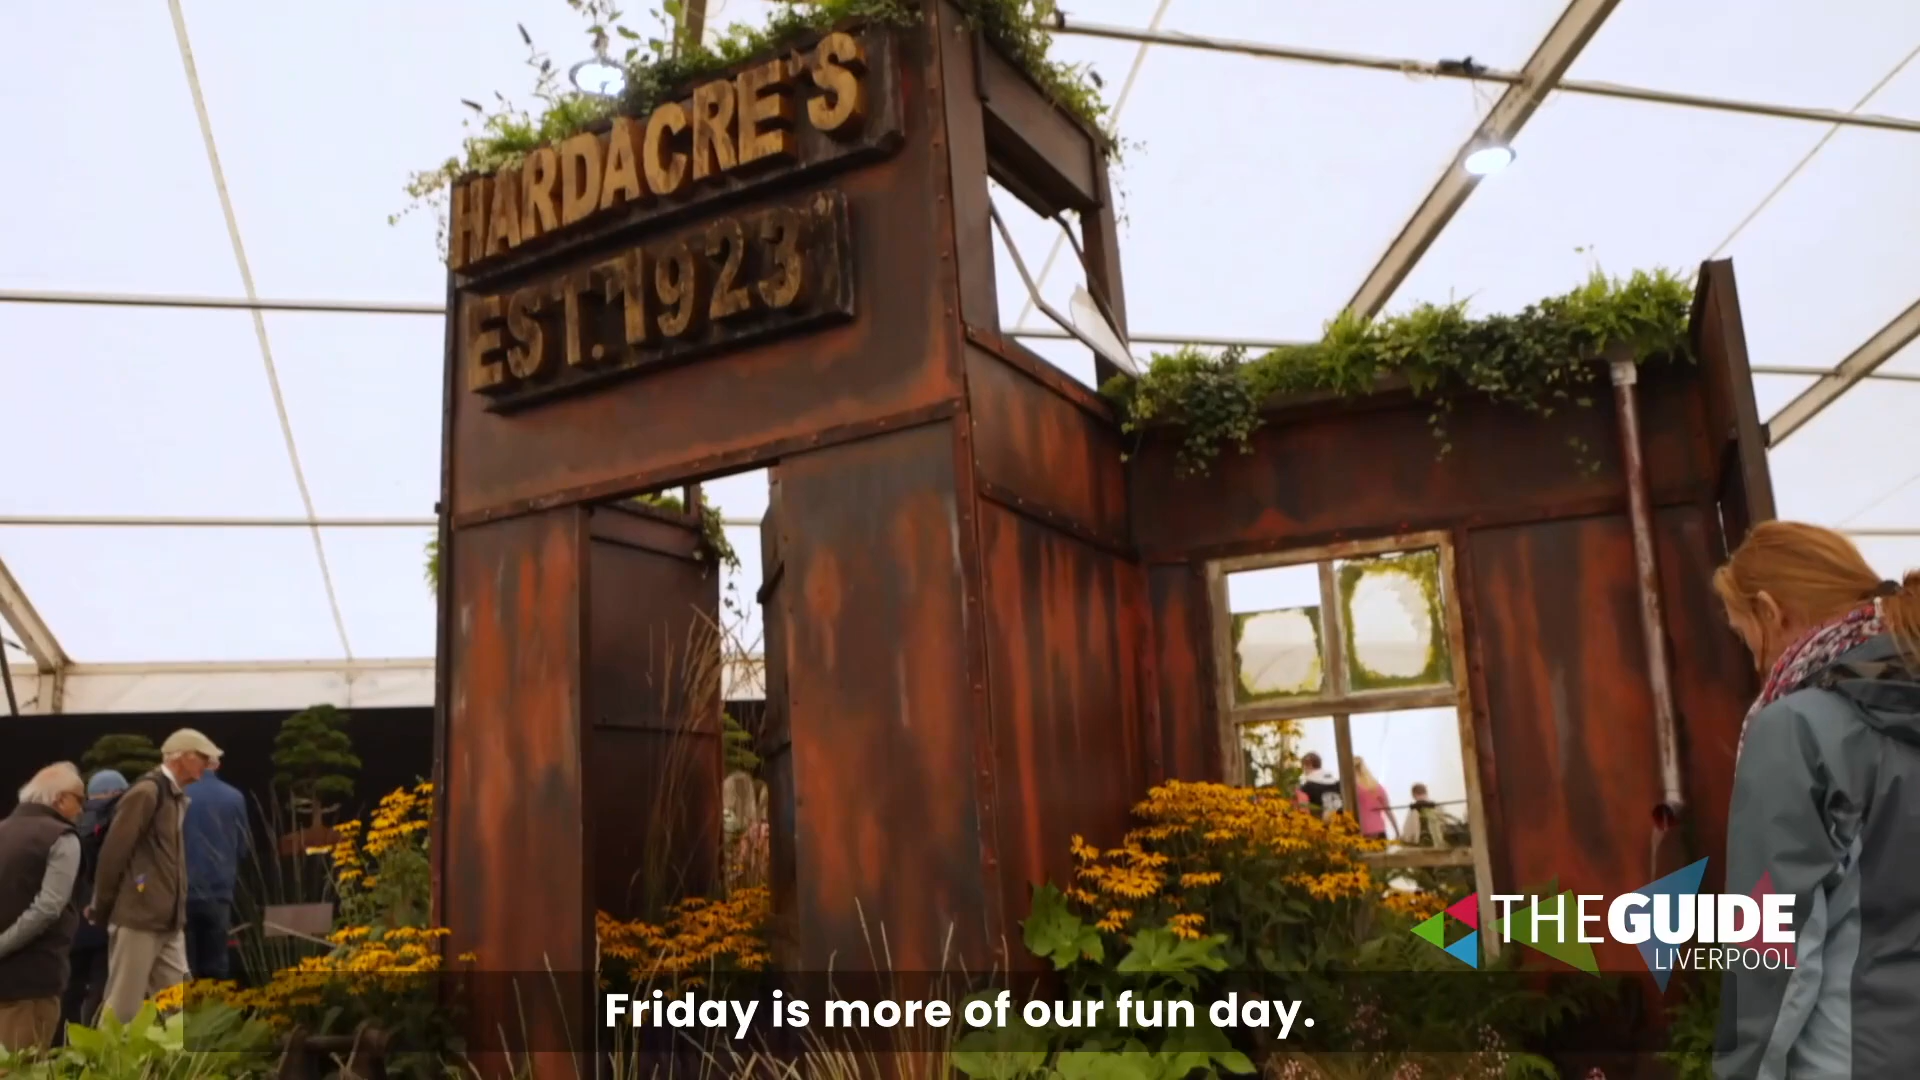 HARDACRE'S
EST. 1923
THEGUIDE
LIVERPOOL
Friday is more of our fun day.